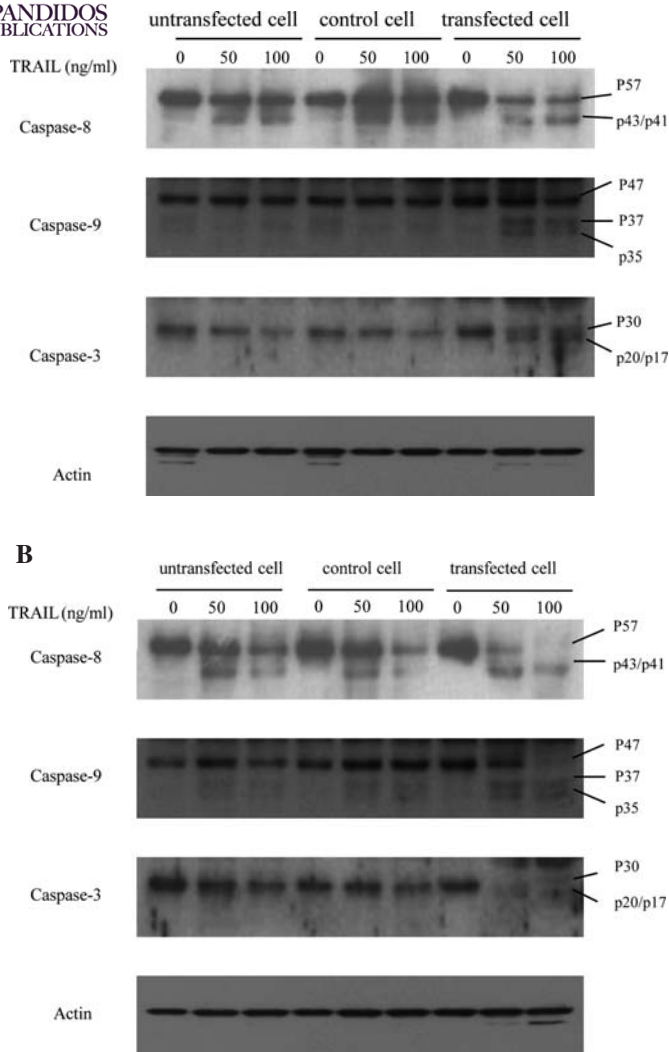 PANDIDOS
BLICATIONS
untransfected cell control cell transfected cell
TRAIL (ng/ml) 0 50 100 0 50 100 0 50 100
Caspase-8
P57
p43/p41
Caspase-9
P47
P37
p35
Caspase-3
P30
p20/p17
Actin
B
untransfected cell control cell transfected cell
TRAIL (ng/ml) 0 50 100 0 50 100 0 50 100
Caspase-8
P57
p43/p41
Caspase-9
P47
P37
p35
Caspase-3
P30
p20/p17
Actin